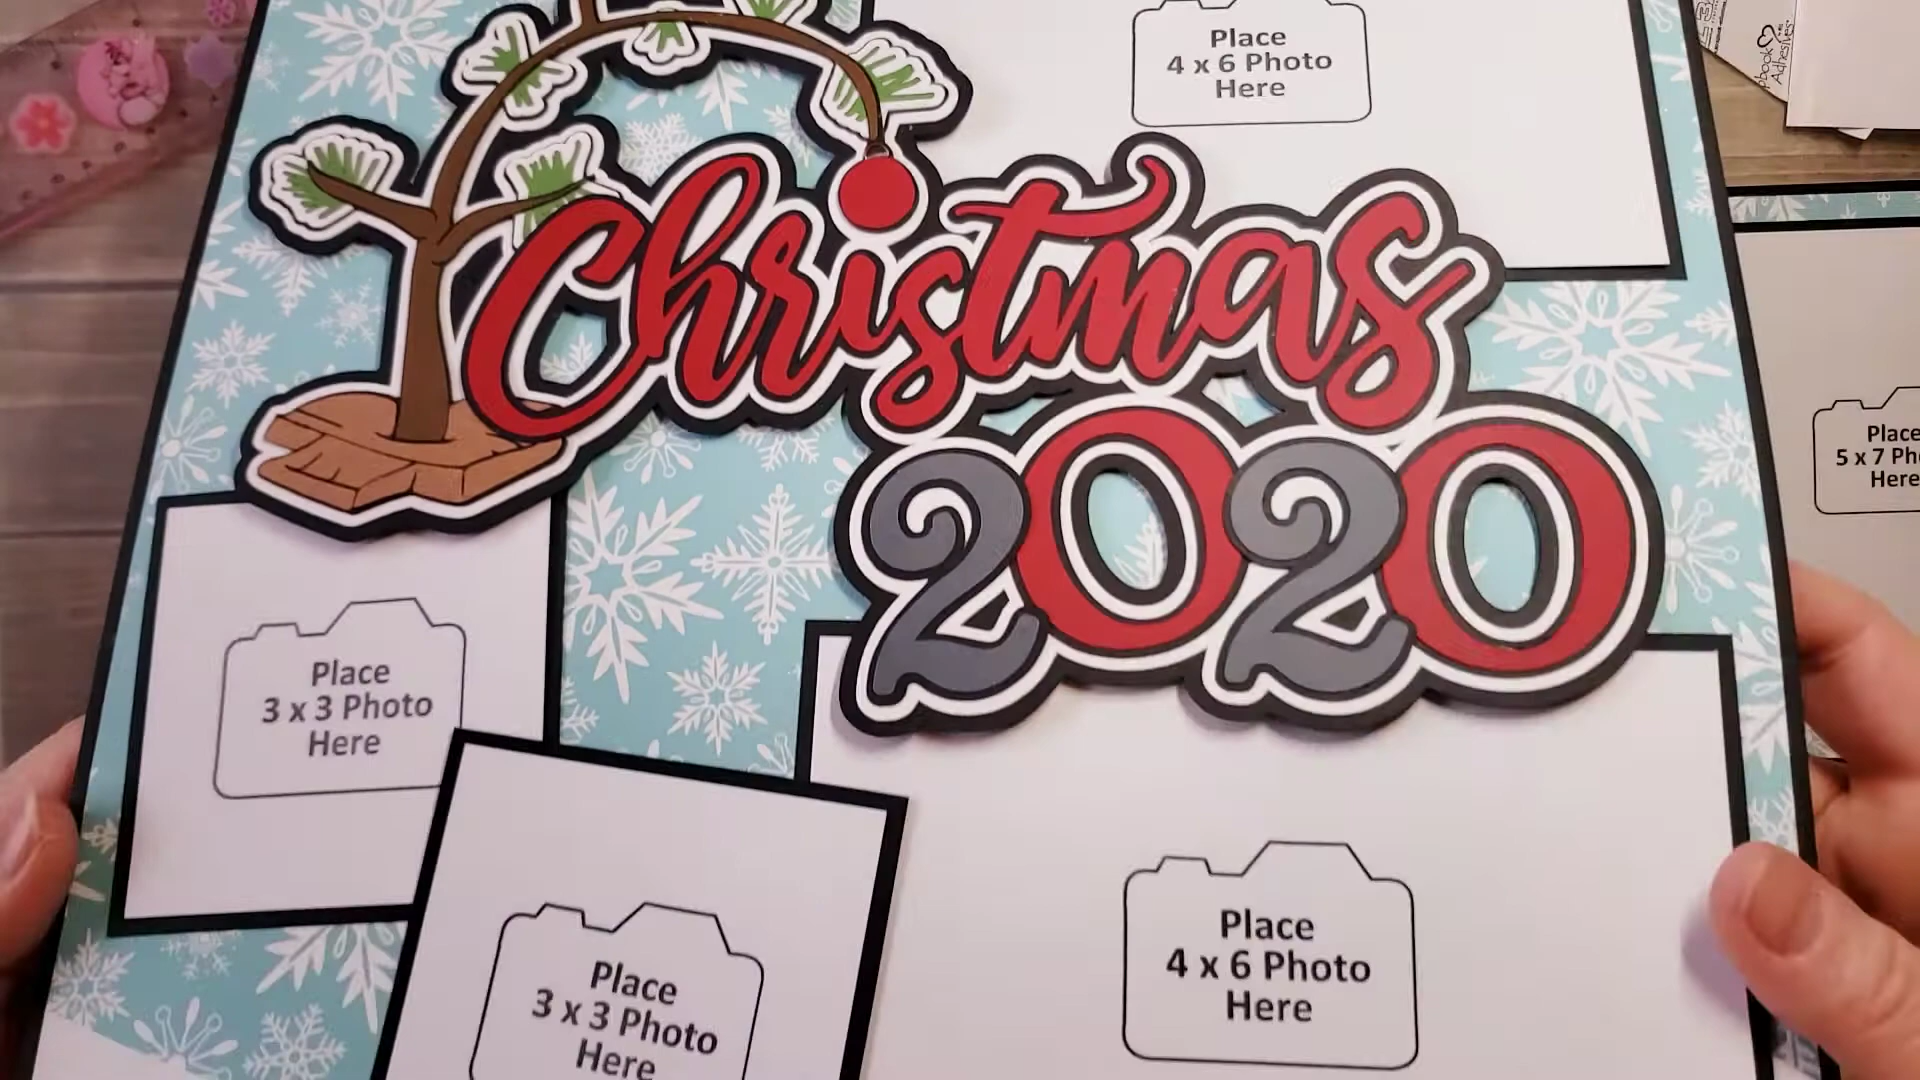 Place
4 x 6 Photo
Here
Adhesives
Christmas
2020
Place
5 x 7
Here
Place
3 x 3 Photo
Here
Place
3 x 3 Photo
Here
Place
4 x 6 Photo
Here